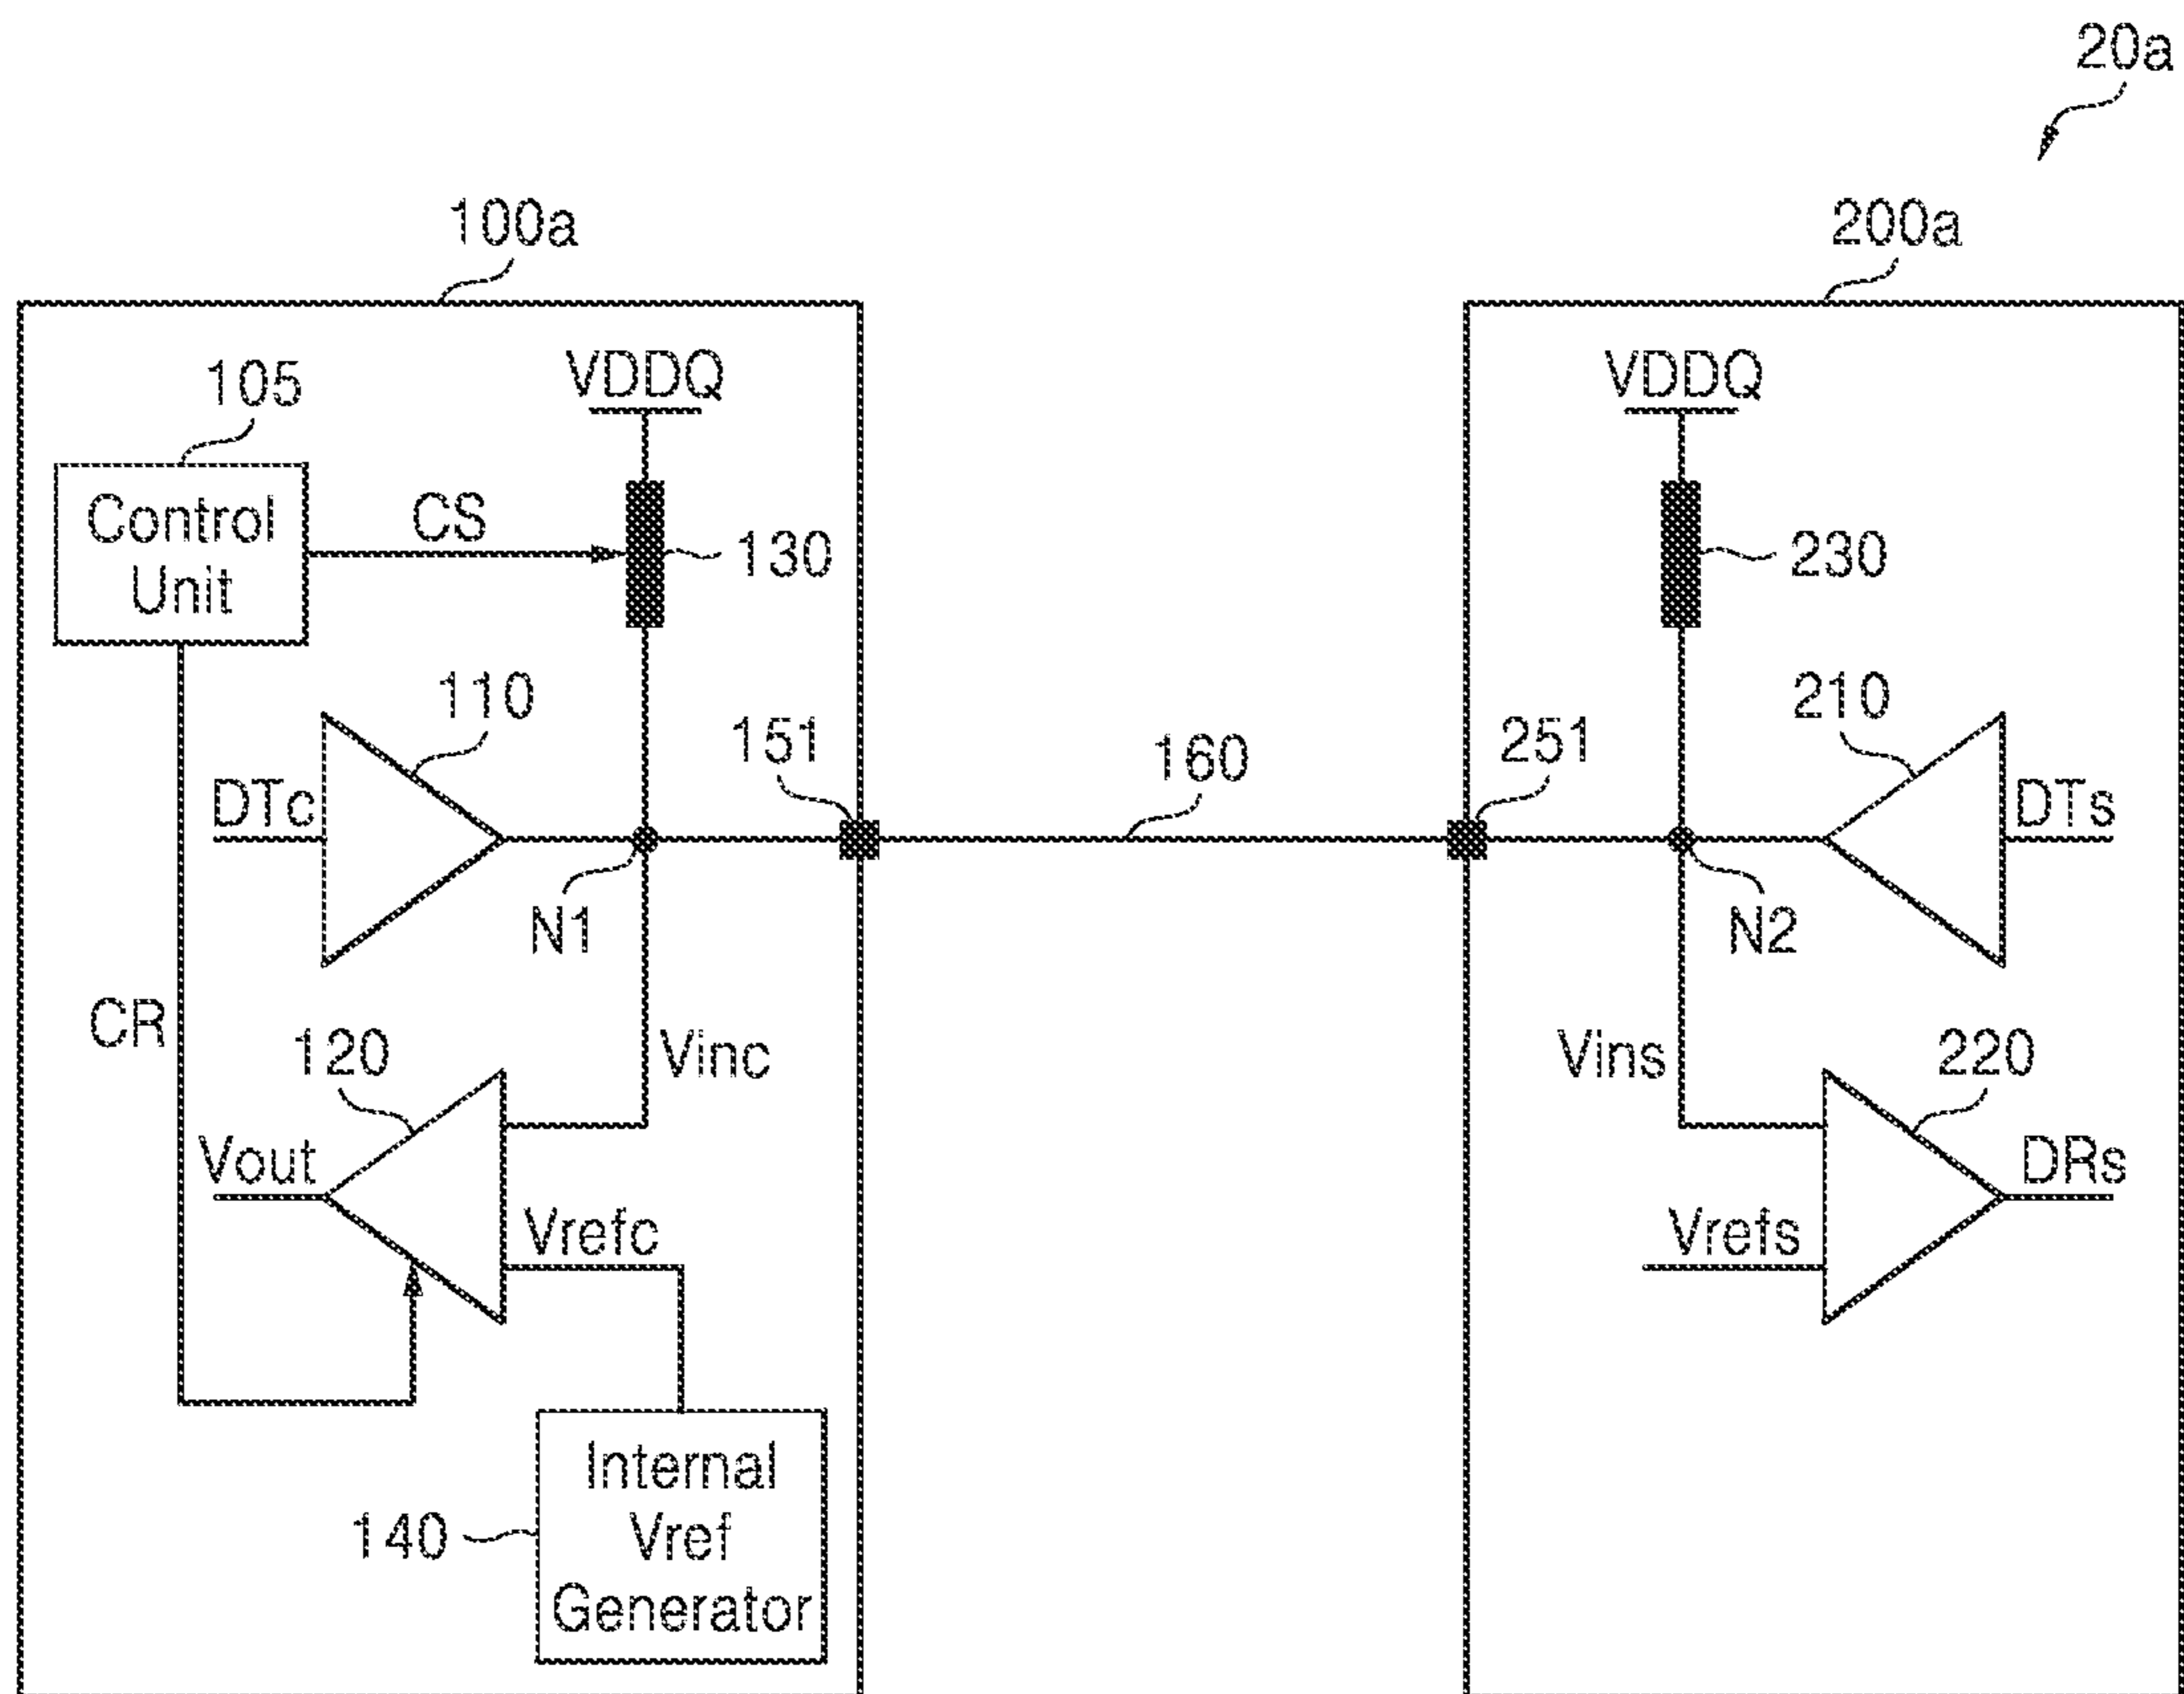 20a
100a
200a
105
VDDQ
VDDQ
Control
Unit
CS
130
230
110
151
160
251
210
DTc
DTs
N1
N2
CR
120
Vinc
Vins
220
Vout
DRs
Vrefc
Vrefs
140
Internal
Vref
Generator